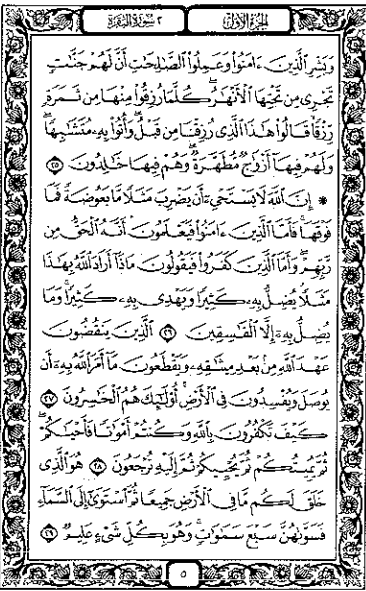 الجزء الأول
٢ سورة البقرة
وَبَشِّرِ ٱلَّذِينَ ءَامَنُوا۟ وَعَمِلُوا۟ ٱلصَّـٰلِحَـٰتِ أَنَّ لَهُمْ جَنَّـٰتٍ
تَجْرِى مِن تَحْتِهَا ٱلْأَنْهَـٰرُ ۖ كُلَّمَا رُزِقُوا۟ مِنْهَا مِن ثَمَرَةٍ
رِّزْقًا ۙ قَالُوا۟ هَـٰذَا ٱلَّذِى رُزِقْنَا مِن قَبْلُ ۖ وَأُتُوا۟ بِهِۦ مُتَشَـٰبِهًا ۖ
وَلَهُمْ فِيهَآ أَزْوَٰجٌ مُّطَهَّرَةٌ ۖ وَهُمْ فِيهَا خَـٰلِدُونَ ٢٥
* إِنَّ ٱللَّهَ لَا يَسْتَحْىِۦٓ أَن يَضْرِبَ مَثَلًا مَّا بَعُوضَةً فَمَا
فَوْقَهَا ۚ فَأَمَّا ٱلَّذِينَ ءَامَنُوا۟ فَيَعْلَمُونَ أَنَّهُ ٱلْحَقُّ مِن
رَّبِّهِمْ ۖ وَأَمَّا ٱلَّذِينَ كَفَرُوا۟ فَيَقُولُونَ مَاذَآ أَرَادَ ٱللَّهُ بِهَـٰذَا
مَثَلًا ۘ يُضِلُّ بِهِۦ كَثِيرًا وَيَهْدِى بِهِۦ كَثِيرًا ۚ وَمَا
يُضِلُّ بِهِۦٓ إِلَّا ٱلْفَـٰسِقِينَ ٢٦ ٱلَّذِينَ يَنقُضُونَ
عَهْدَ ٱللَّهِ مِنۢ بَعْدِ مِيثَـٰقِهِۦ وَيَقْطَعُونَ مَآ أَمَرَ ٱللَّهُ بِهِۦٓ أَن
يُوصَلَ وَيُفْسِدُونَ فِى ٱلْأَرْضِ ۚ أُو۟لَـٰٓئِكَ هُمُ ٱلْخَـٰسِرُونَ ٢٧
كَيْفَ تَكْفُرُونَ بِٱللَّهِ وَكُنتُمْ أَمْوَٰتًا فَأَحْيَـٰكُمْ ۖ
ثُمَّ يُمِيتُكُمْ ثُمَّ يُحْيِيكُمْ ثُمَّ إِلَيْهِ تُرْجَعُونَ ٢٨ هُوَ ٱلَّذِى
خَلَقَ لَكُم مَّا فِى ٱلْأَرْضِ جَمِيعًا ثُمَّ ٱسْتَوَىٰٓ إِلَى ٱلسَّمَآءِ
فَسَوَّىٰهُنَّ سَبْعَ سَمَـٰوَٰتٍ ۚ وَهُوَ بِكُلِّ شَىْءٍ عَلِيمٌ ٢٩
٥